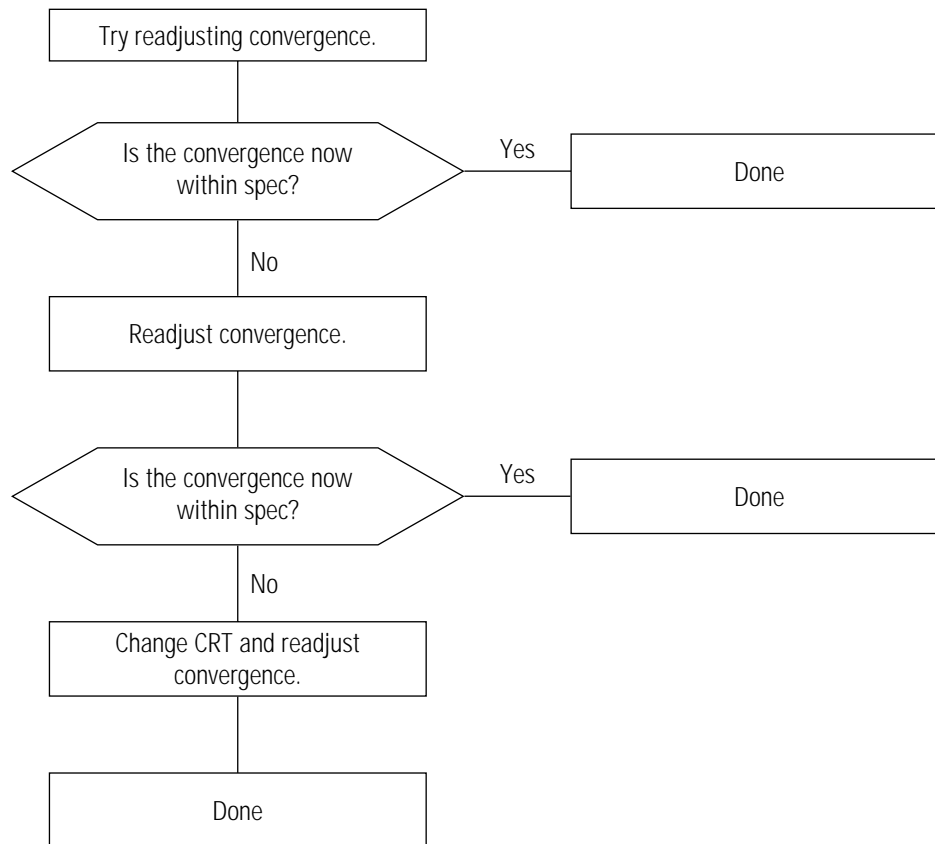 Try readjusting convergence.
Is the convergence now
within spec?
Yes
Done
No
Readjust convergence.
Is the convergence now
within spec?
Yes
Done
No
Change CRT and readjust
convergence.
Done